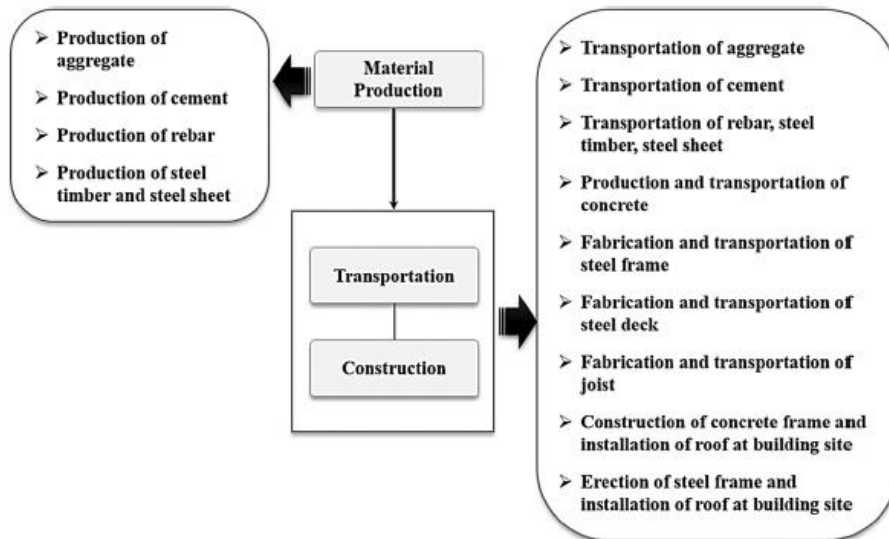 ➢ Production of
aggregate
➢ Production of cement
➢ Production of rebar
➢ Production of steel
timber and steel sheet
Material
Production
Transportation
Construction
➢ Transportation of aggregate
➢ Transportation of cement
➢ Transportation of rebar, steel
timber, steel sheet
➢ Production and transportation of
concrete
➢ Fabrication and transportation of
steel frame
➢ Fabrication and transportation of
steel deck
➢ Fabrication and transportation of
joist
➢ Construction of concrete frame and
installation of roof at building site
➢ Erection of steel frame and
installation of roof at building site